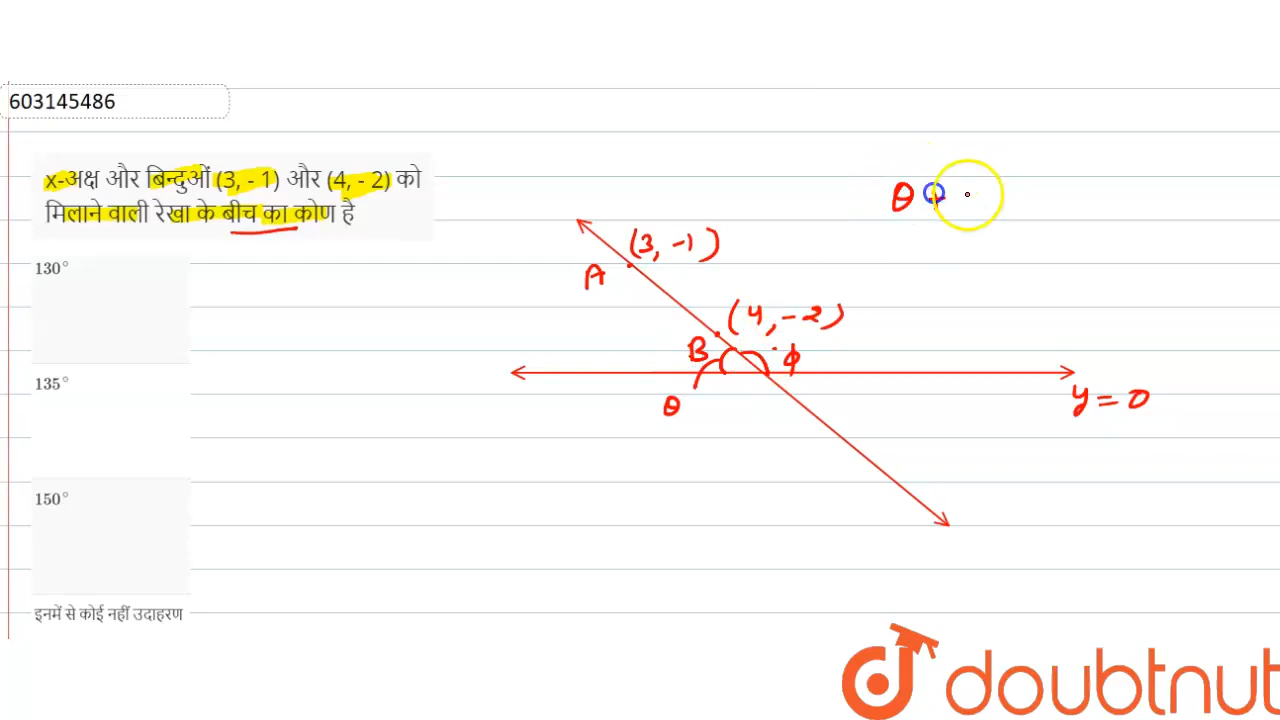 603145486
x-अक्ष और बिन्दुओं (3, - 1) और (4, - 2) को
मिलाने वाली रेखा के बीच का कोण है
130°
135°
150°
इनमें से कोई नहीं उदाहरण
θ
(3, -1)
A
(4, -2)
B
ϕ
θ
y = 0
doubtnut